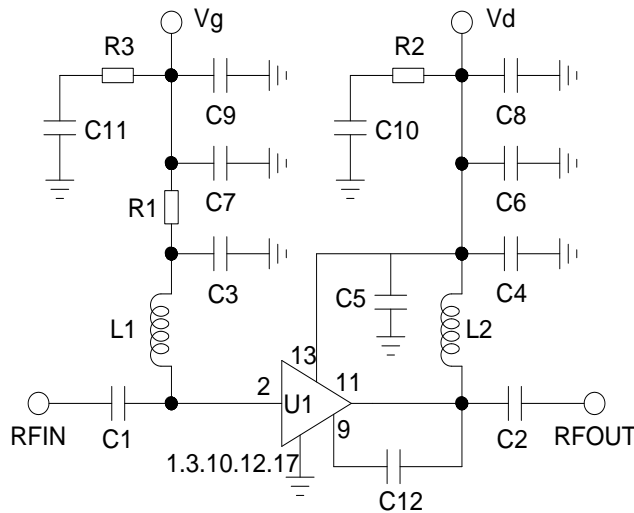 Vg
Vd
R3
R2
C9
C8
C11
C10
R1
C7
C6
C3
C5
C4
L1
L2
13
2
11
U1
9
RFIN
C1
C2
RFOUT
1.3.10.12.17
C12